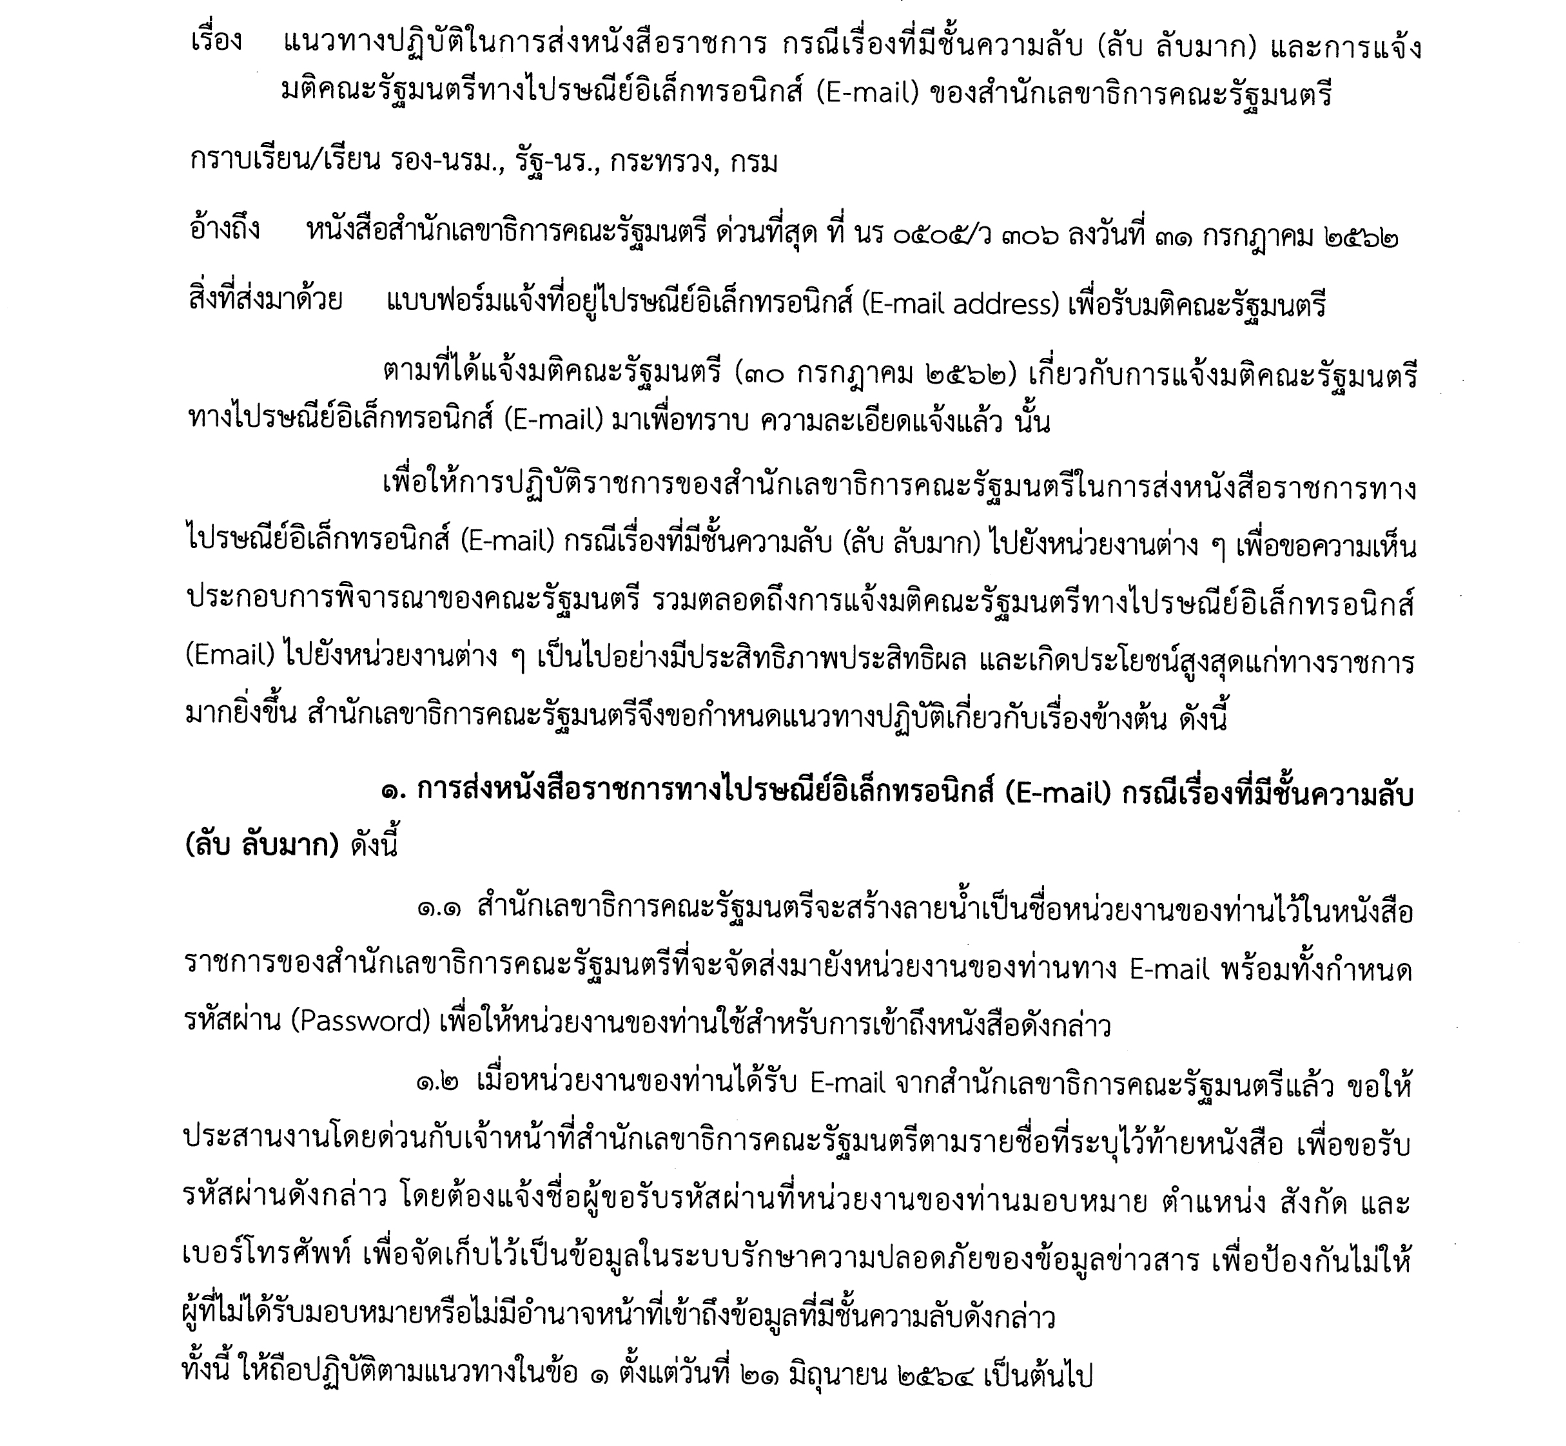 เรื่อง แนวทางปฏิบัติในการส่งหนังสือราชการ กรณีเรื่องที่มีชั้นความลับ (ลับ ลับมาก) และการแจ้ง
มติคณะรัฐมนตรีทางไปรษณีย์อิเล็กทรอนิกส์ (E-mail) ของสำนักเลขาธิการคณะรัฐมนตรี
กราบเรียน/เรียน รอง-นรม., รัฐ-นร., กระทรวง, กรม
อ้างถึง หนังสือสำนักเลขาธิการคณะรัฐมนตรี ด่วนที่สุด ที่ นร ๐๕๐๕/ว ๓๐๖ ลงวันที่ ๓๑ กรกฎาคม ๒๕๖๒
สิ่งที่ส่งมาด้วย แบบฟอร์มแจ้งที่อยู่ไปรษณีย์อิเล็กทรอนิกส์ (E-mail address) เพื่อรับมติคณะรัฐมนตรี
ตามที่ได้แจ้งมติคณะรัฐมนตรี (๓๐ กรกฎาคม ๒๕๖๒) เกี่ยวกับการแจ้งมติคณะรัฐมนตรี
ทางไปรษณีย์อิเล็กทรอนิกส์ (E-mail) มาเพื่อทราบ ความละเอียดแจ้งแล้ว นั้น
เพื่อให้การปฏิบัติราชการของสำนักเลขาธิการคณะรัฐมนตรีในการส่งหนังสือราชการทาง
ไปรษณีย์อิเล็กทรอนิกส์ (E-mail) กรณีเรื่องที่มีชั้นความลับ (ลับ ลับมาก) ไปยังหน่วยงานต่าง ๆ เพื่อขอความเห็น
ประกอบการพิจารณาของคณะรัฐมนตรี รวมตลอดถึงการแจ้งมติคณะรัฐมนตรีทางไปรษณีย์อิเล็กทรอนิกส์
(Email) ไปยังหน่วยงานต่าง ๆ เป็นไปอย่างมีประสิทธิภาพประสิทธิผล และเกิดประโยชน์สูงสุดแก่ทางราชการ
มากยิ่งขึ้น สำนักเลขาธิการคณะรัฐมนตรีจึงขอกำหนดแนวทางปฏิบัติเกี่ยวกับเรื่องข้างต้น ดังนี้
๑. การส่งหนังสือราชการทางไปรษณีย์อิเล็กทรอนิกส์ (E-mail) กรณีเรื่องที่มีชั้นความลับ
(ลับ ลับมาก) ดังนี้
๑.๑ สำนักเลขาธิการคณะรัฐมนตรีจะสร้างลายน้ำเป็นชื่อหน่วยงานของท่านไว้ในหนังสือ
ราชการของสำนักเลขาธิการคณะรัฐมนตรีที่จะจัดส่งมายังหน่วยงานของท่านทาง E-mail พร้อมทั้งกำหนด
รหัสผ่าน (Password) เพื่อให้หน่วยงานของท่านใช้สำหรับการเข้าถึงหนังสือดังกล่าว
๑.๒ เมื่อหน่วยงานของท่านได้รับ E-mail จากสำนักเลขาธิการคณะรัฐมนตรีแล้ว ขอให้
ประสานงานโดยด่วนกับเจ้าหน้าที่สำนักเลขาธิการคณะรัฐมนตรีตามรายชื่อที่ระบุไว้ท้ายหนังสือ เพื่อขอรับ
รหัสผ่านดังกล่าว โดยต้องแจ้งชื่อผู้ขอรับรหัสผ่านที่หน่วยงานของท่านมอบหมาย ตำแหน่ง สังกัด และ
เบอร์โทรศัพท์ เพื่อจัดเก็บไว้เป็นข้อมูลในระบบรักษาความปลอดภัยของข้อมูลข่าวสาร เพื่อป้องกันไม่ให้
ผู้ที่ไม่ได้รับมอบหมายหรือไม่มีอำนาจหน้าที่เข้าถึงข้อมูลที่มีชั้นความลับดังกล่าว
ทั้งนี้ ให้ถือปฏิบัติตามแนวทางในข้อ ๑ ตั้งแต่วันที่ ๒๑ มิถุนายน ๒๕๖๔ เป็นต้นไป